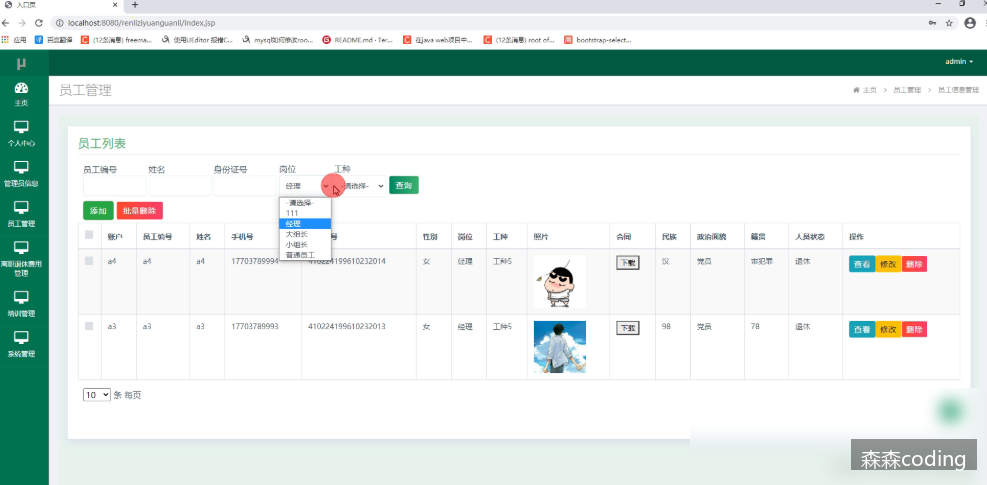 入口页
localhost:8080/renliziyuanguanli/index.jsp
应用 百度翻译 (12条消息) freema... 使用UEditor 报错C... mysql如何修改roo... README.md · Ter... 在java web项目中... (12条消息) root of... bootstrap-select...
μ admin
主页
个人中心
管理员信息
员工管理
离职退休费用管理
培训管理
系统管理
员工管理 主页 > 员工管理 > 员工信息管理
员工列表
员工编号 姓名 身份证号 岗位 工种
经理 -请选择- 查询
-请选择-
111
经理
大组长
小组长
普通员工
添加 批量删除
账户 员工编号 姓名 手机号 号 性别 岗位 工种 照片 合同 民族 政治面貌 籍贯 人员状态 操作
a4 a4 a4 17703789994 410224199610232014 女 经理 工种5 下载 汉 党员 审犯罪 退休 查看 修改 删除
a3 a3 a3 17703789993 410224199610232013 女 经理 工种5 下载 98 党员 78 退休 查看 修改 删除
10 条 每页
森森coding